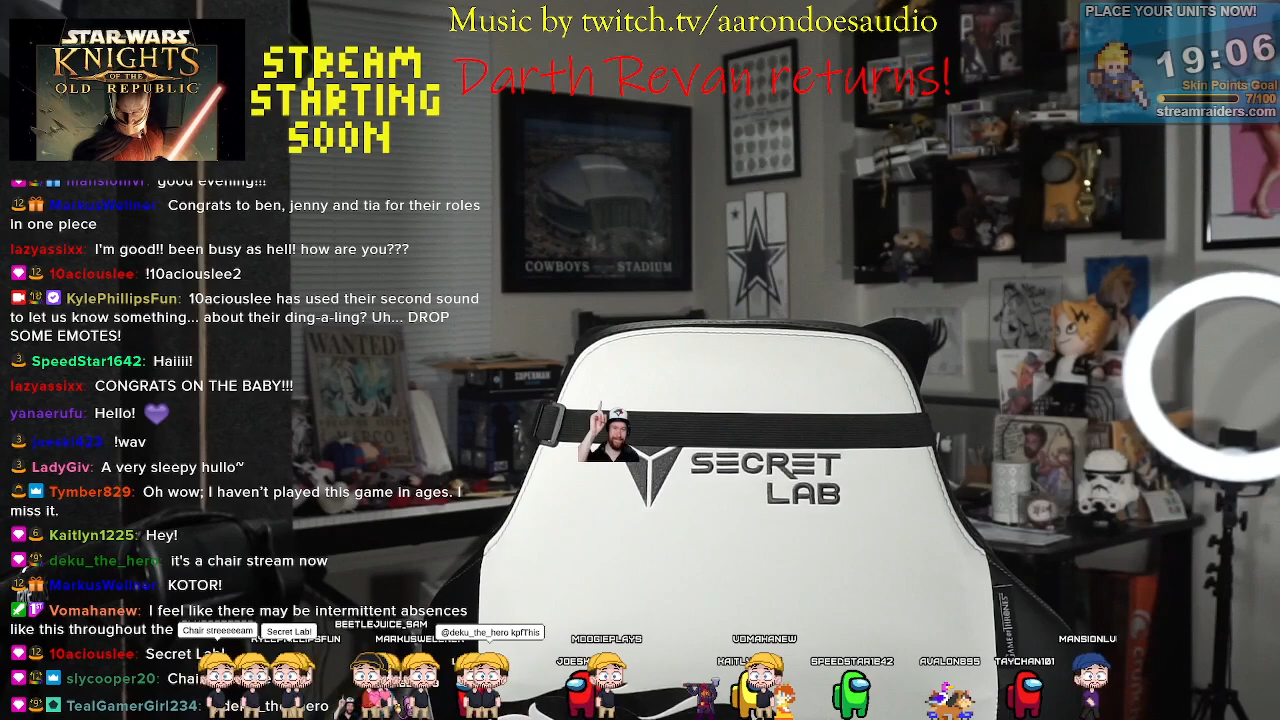 Music by twitch.tv/aarondoesaudio
Darth Revan returns!
PLACE YOUR UNITS NOW!
19:06
Skin Points Goal
7/100
streamraiders.com
STAR WARS
KNIGHTS
OF THE
OLD REPUBLIC
STREAM
STARTING
SOON
mansionlvl: good evening!!!
MarkusWellner: Congrats to ben, jenny and tia for their roles
in one piece
lazyassixx: I'm good!! been busy as hell! how are you???
10aciouslee: !10aciouslee2
KylePhillipsFun: 10aciouslee has used their second sound
to let us know something... about their ding-a-ling? Uh... DROP
SOME EMOTES!
SpeedStar1642: Haiiii!
lazyassixx: CONGRATS ON THE BABY!!!
yanaerufu: Hello!
!wav
LadyGiv: A very sleepy hullo~
Tymber829: Oh wow; I haven't played this game in ages. I
miss it.
Kaitlyn1225: Hey!
deku_the_hero: it's a chair stream now
MarkusWellner: KOTOR!
Vomahanew: I feel like there may be intermittent absences
like this throughout the
10aciouslee: Secret Lab!
slycooper20:
TealGamerGirl234:
COWBOYS STADIUM
WANTED
SUPERMAN
SECRET
LAB
GAME OF THRONES
Chair streeeeeam
Secret Lab!
@deku_the_hero kpfThis
BEETLEJUICE_SAM
MARKUSWELLNER
MOOGIEPLAYS
VOMAHANEW
SPEEDSTAR1642
AVALON855
TAYCHAN101
MANSIONLV